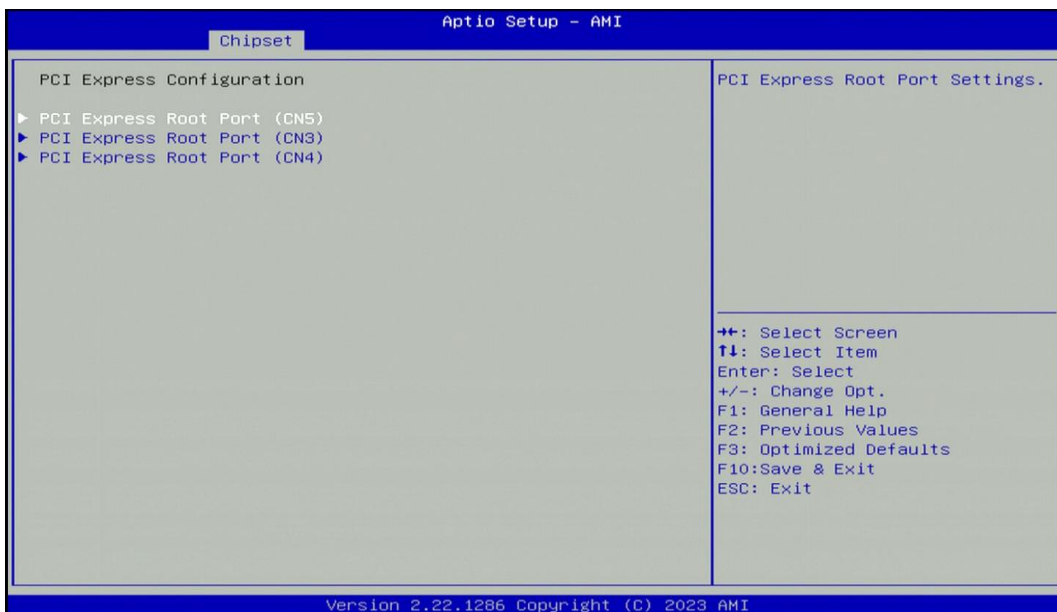 Aptio Setup – AMI
Chipset
PCI Express Configuration
▶ PCI Express Root Port (CN5)
▶ PCI Express Root Port (CN3)
▶ PCI Express Root Port (CN4)
PCI Express Root Port Settings.
→←: Select Screen
↑↓: Select Item
Enter: Select
+/-: Change Opt.
F1: General Help
F2: Previous Values
F3: Optimized Defaults
F10:Save & Exit
ESC: Exit
Version 2.22.1286 Copyright (C) 2023 AMI